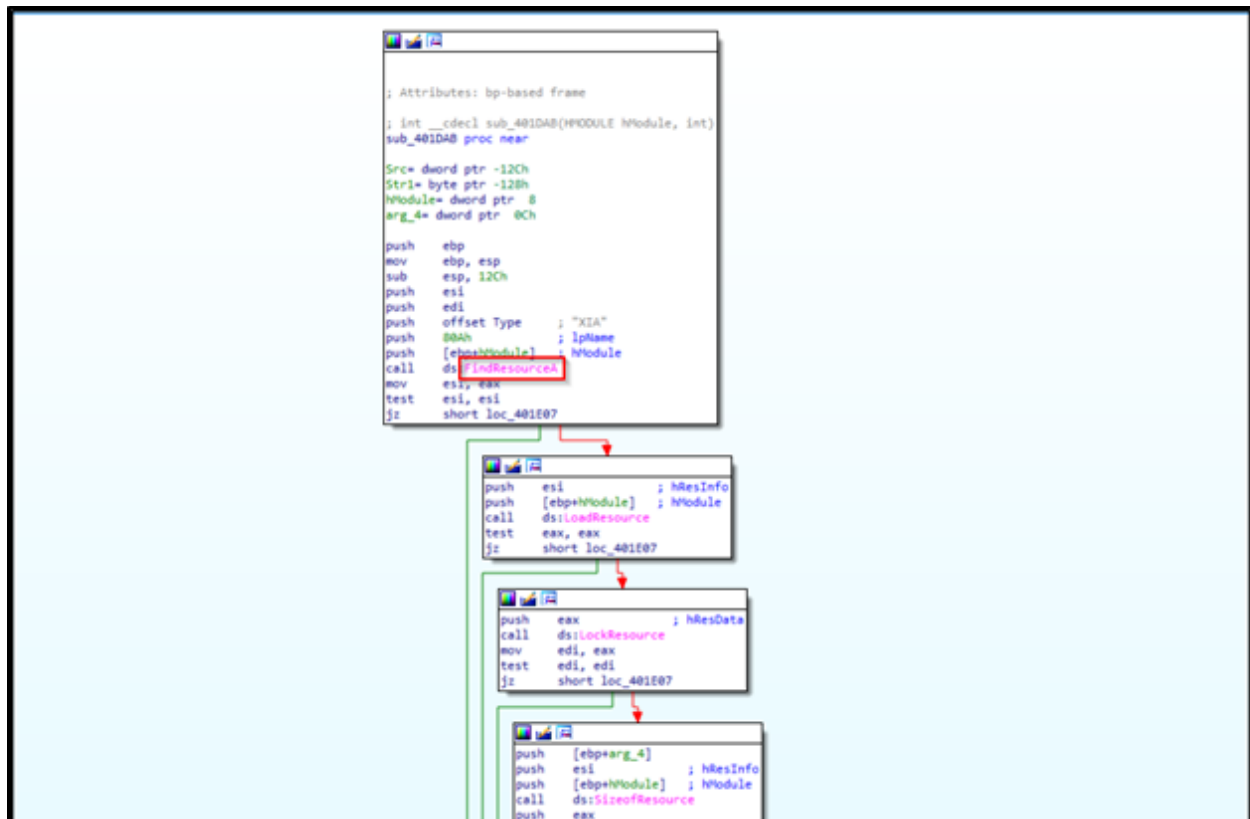 ; Attributes: bp-based frame
; int __cdecl sub_401DAB(HMODULE hModule, int)
sub_401DAB proc near
Src= dword ptr -12Ch
Str1= byte ptr -128h
hModule= dword ptr 8
arg_4= dword ptr 0Ch
push ebp
mov ebp, esp
sub esp, 12Ch
push esi
push edi
push offset Type ; "XIA"
push 80Ah ; lpName
push [ebp+hModule] ; hModule
call ds:FindResourceA
mov esi, eax
test esi, esi
jz short loc_401E07
push esi ; hResInfo
push [ebp+hModule] ; hModule
call ds:LoadResource
test eax, eax
jz short loc_401E07
push eax ; hResData
call ds:LockResource
mov edi, eax
test edi, edi
jz short loc_401E07
push [ebp+arg_4]
push esi ; hResInfo
push [ebp+hModule] ; hModule
call ds:SizeofResource
push eax